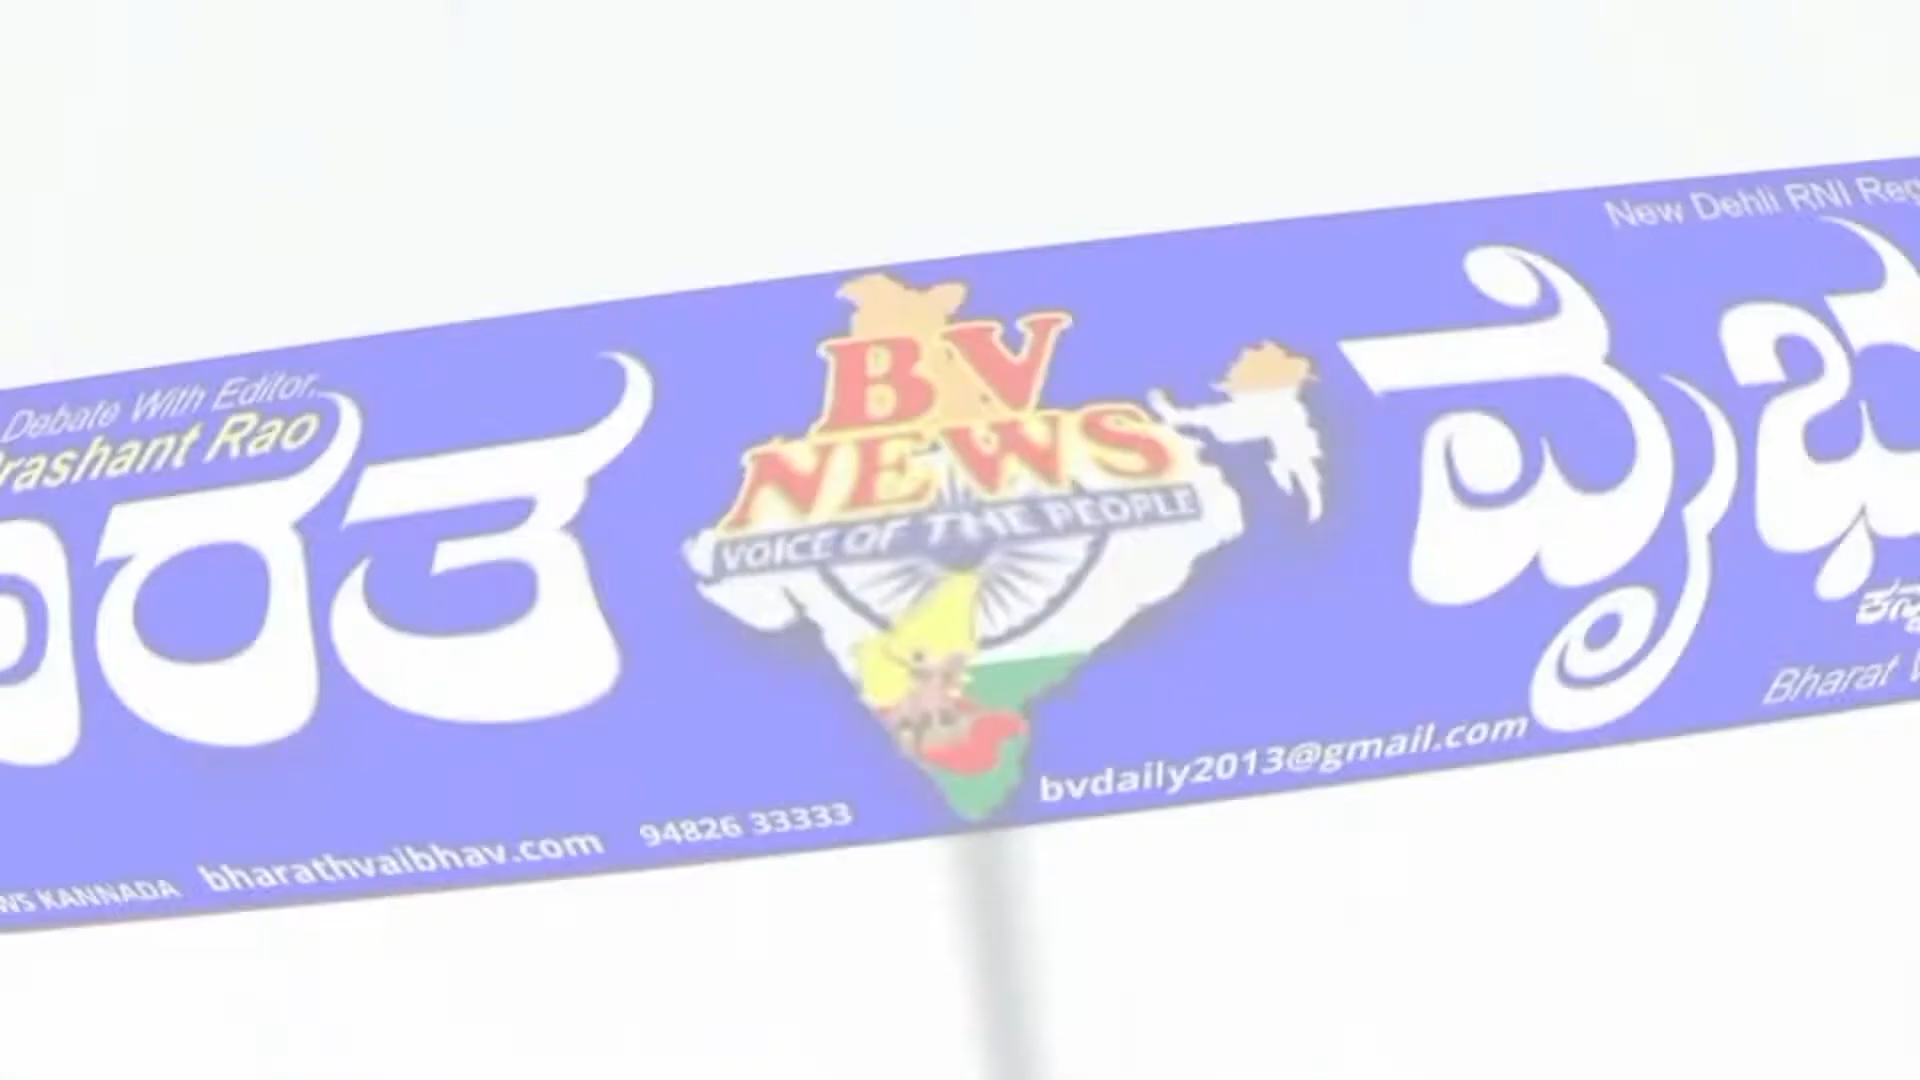 Debate With Editor,
Prashant Rao
New Dehli RNI Reg
ಭಾರತ
BV
NEWS
VOICE OF THE PEOPLE
ವೈಭ
Bharat
NEWS KANNADA bharathvaibhav.com 94826 33333 bvdaily2013@gmail.com